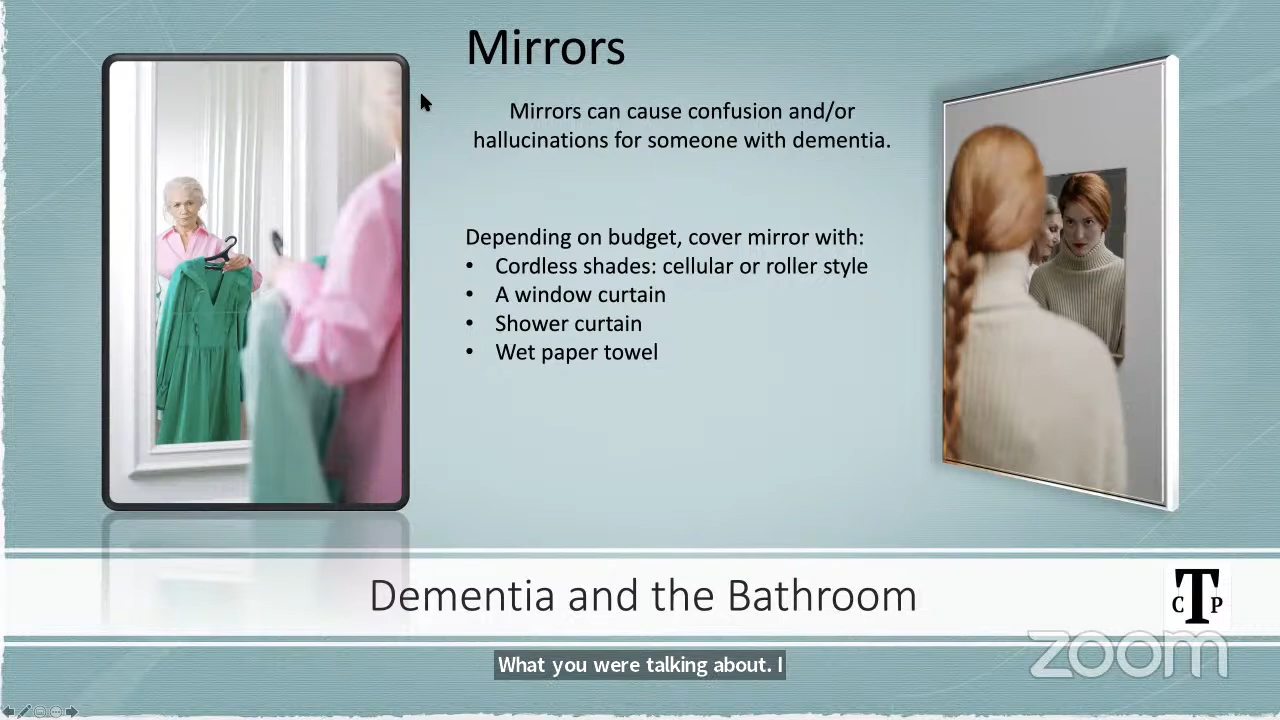 Mirrors
Mirrors can cause confusion and/or
hallucinations for someone with dementia.
Depending on budget, cover mirror with:
• Cordless shades: cellular or roller style
• A window curtain
• Shower curtain
• Wet paper towel
Dementia and the Bathroom
CTP
zoom
What you were talking about. I